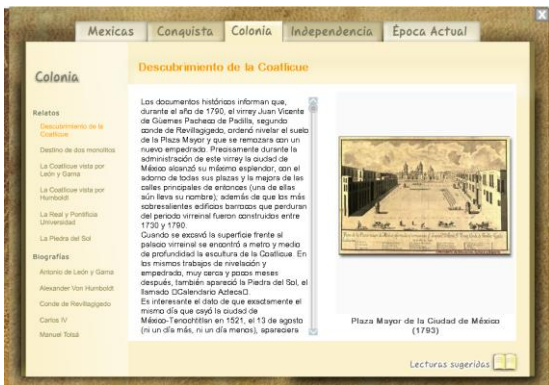 Mexicas
Conquista
Colonia
Independencia
Época Actual
Colonia
Relatos
Descubrimiento de la
Coatlicue
Destino de dos monolitos
La Coatlicue vista por
León y Gama
La Coatlicue vista por
Humboldt
La Real y Pontificia
Universidad
La Piedra del Sol
Biografías
Antonio de León y Gama
Alexander Von Humboldt
Conde de Revillagigedo
Carlos IV
Manuel Tolsá
Descubrimiento de la Coatlicue
Los documentos históricos informan que,
durante el año de 1790, el virrey Juan Vicente
de Güemes Pacheco de Padilla, segundo
conde de Revillagigedo, ordenó nivelar el suelo
de la Plaza Mayor y que se remozara con un
nuevo empedrado. Precisamente durante la
administración de este virrey la ciudad de
México alcanzó su máximo esplendor, con el
adorno de todas sus plazas y la mejora de las
calles principales de entonces (una de ellas
aún lleva su nombre); además de que los más
sobresalientes edificios barrocos que perduran
del periodo virreinal fueron construidos entre
1730 y 1790.
Cuando se excavó la superficie frente al
palacio virreinal se encontró a metro y medio
de profundidad la escultura de la Coatlicue. En
los mismos trabajos de nivelación y
empedrado, muy cerca y pocos meses
después, también apareció la Piedra del Sol, el
llamado □Calendario Azteca□.
Es interesante el dato de que exactamente el
mismo día que cayó la ciudad de
México-Tenochtitlan en 1521, el 13 de agosto
(ni un día más, ni un día menos), apareciera
Plaza Mayor de la Ciudad de México
(1793)
Lecturas sugeridas